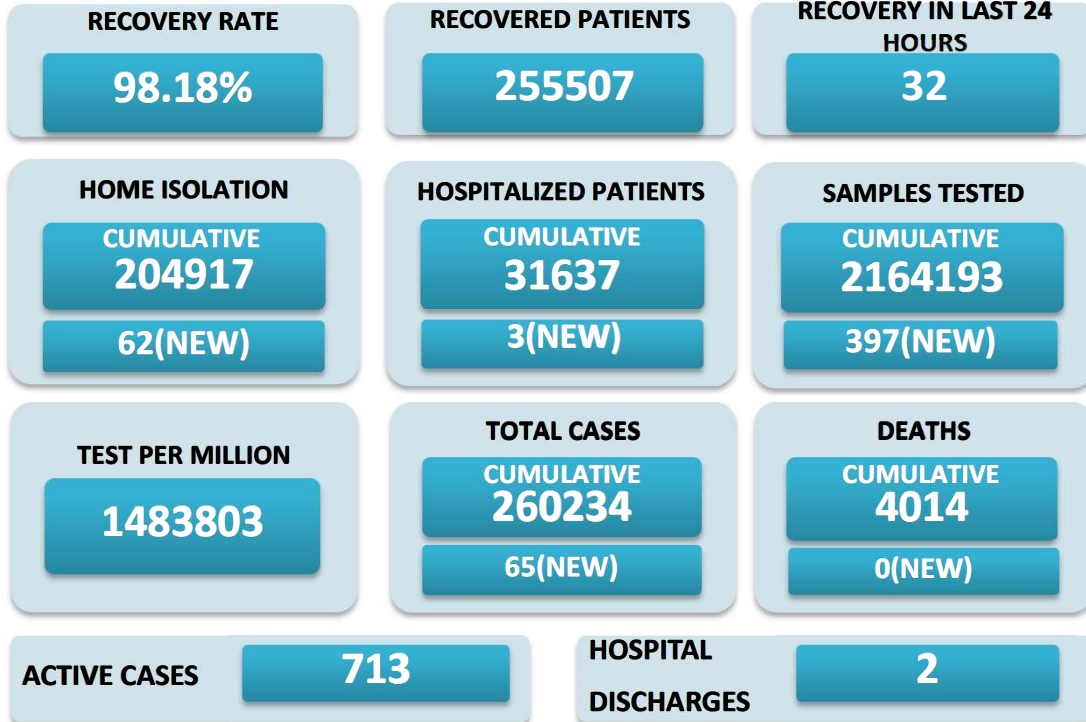 RECOVERY RATE
98.18%
RECOVERED PATIENTS
255507
RECOVERY IN LAST 24
HOURS
32
HOME ISOLATION
CUMULATIVE
204917
62(NEW)
HOSPITALIZED PATIENTS
CUMULATIVE
31637
3(NEW)
SAMPLES TESTED
CUMULATIVE
2164193
397(NEW)
TEST PER MILLION
1483803
TOTAL CASES
CUMULATIVE
260234
65(NEW)
DEATHS
CUMULATIVE
4014
0(NEW)
ACTIVE CASES
713
HOSPITAL
DISCHARGES
2